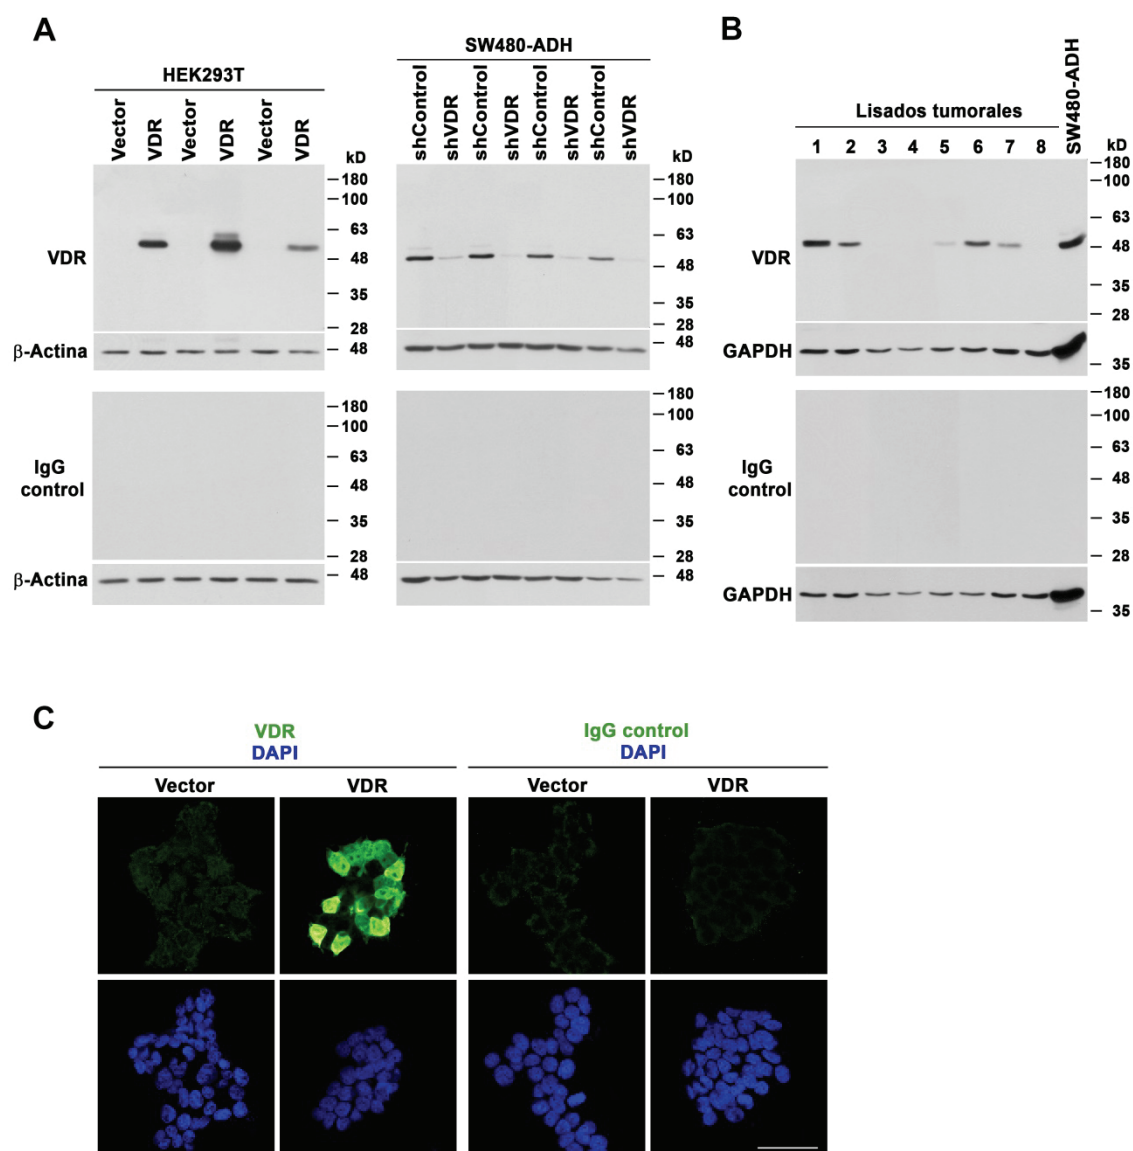 A
HEK293T
Vector VDR Vector VDR Vector VDR
kD
180
100
63
48
35
28
VDR
β-Actina
48
180
100
63
48
35
28
IgG
control
β-Actina
48
SW480-ADH
shControl shVDR shControl shVDR shControl shVDR shControl shVDR
kD
180
100
63
48
35
28
48
180
100
63
48
35
28
48
B
Lisados tumorales
SW480-ADH
1 2 3 4 5 6 7 8
kD
180
100
63
48
35
28
VDR
GAPDH
35
180
100
63
48
35
28
IgG
control
GAPDH
35
C
VDR
DAPI
Vector VDR
IgG control
DAPI
Vector VDR